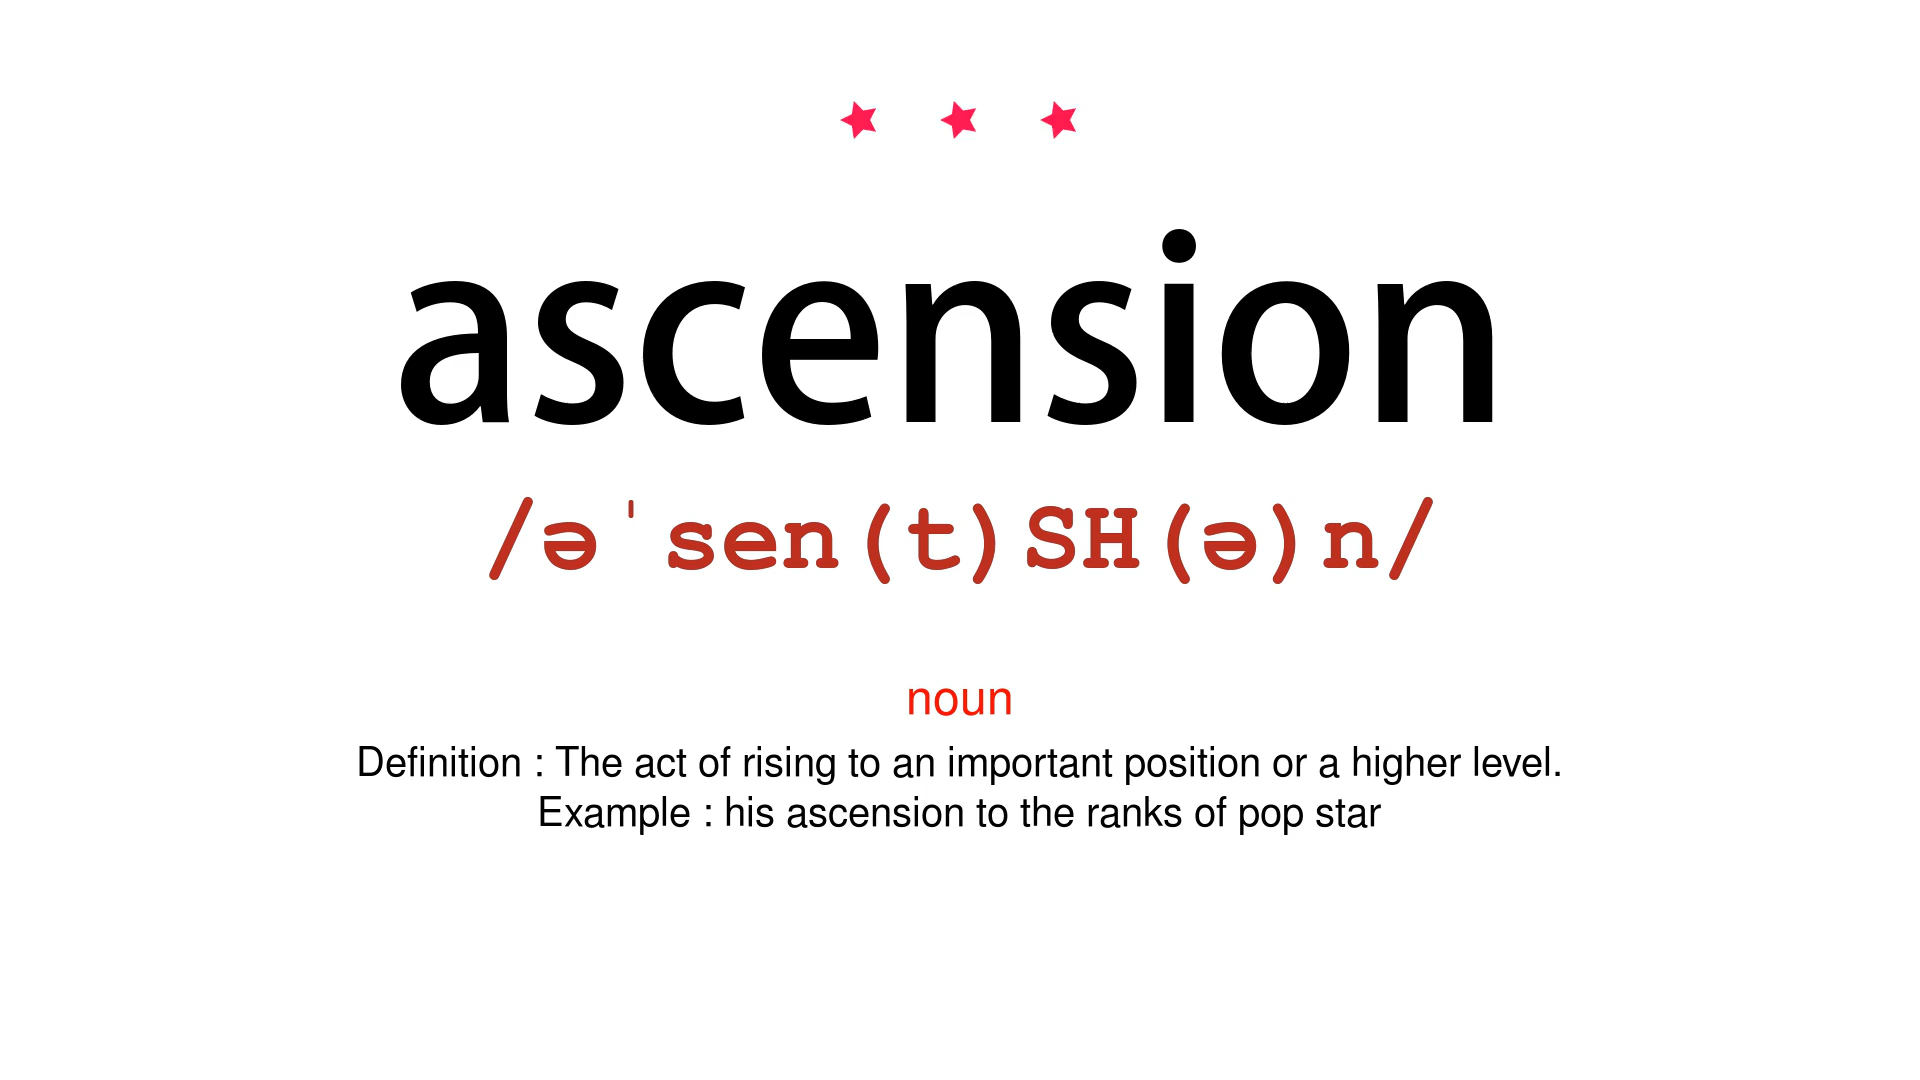 ascension
/əˈsen(t)SH(ə)n/
noun
Definition : The act of rising to an important position or a higher level.
Example : his ascension to the ranks of pop star